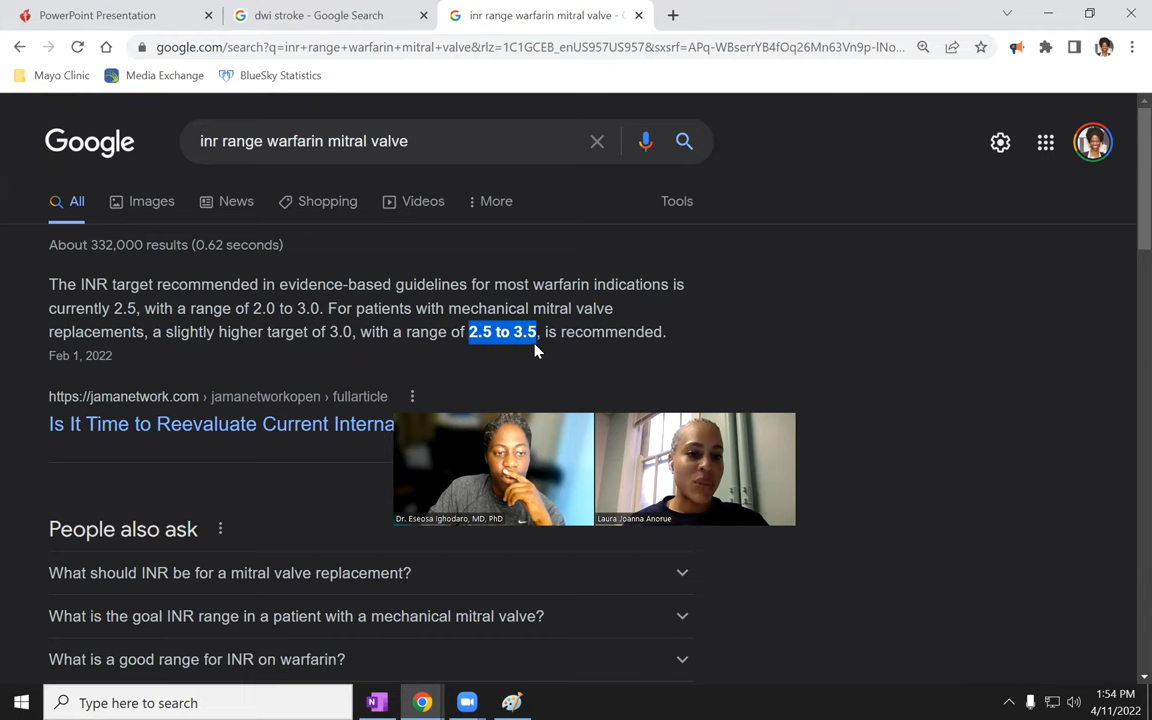 PowerPoint Presentation
dwi stroke - Google Search
inr range warfarin mitral valve -
google.com/search?q=inr+range+warfarin+mitral+valve&rlz=1C1GCEB_enUS957US957&sxsrf=APq-WBserrYB4fOq26Mn63Vn9p-lNo...
Mayo Clinic
Media Exchange
BlueSky Statistics
Google
inr range warfarin mitral valve
All
Images
News
Shopping
Videos
More
Tools
About 332,000 results (0.62 seconds)
The INR target recommended in evidence-based guidelines for most warfarin indications is
currently 2.5, with a range of 2.0 to 3.0. For patients with mechanical mitral valve
replacements, a slightly higher target of 3.0, with a range of 2.5 to 3.5, is recommended.
Feb 1, 2022
https://jamanetwork.com › jamanetworkopen › fullarticle
Is It Time to Reevaluate Current Interna
Dr. Eseosa Ighodaro, MD, PhD
Laura Joanna Anorue
People also ask
What should INR be for a mitral valve replacement?
What is the goal INR range in a patient with a mechanical mitral valve?
What is a good range for INR on warfarin?
Type here to search
1:54 PM
4/11/2022